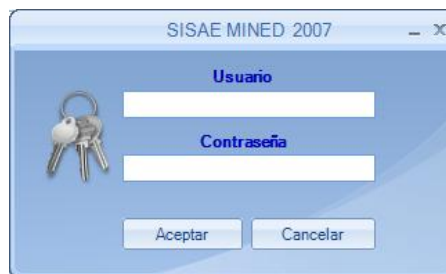 SISAE MINED 2007
Usuario
Contraseña
Aceptar
Cancelar